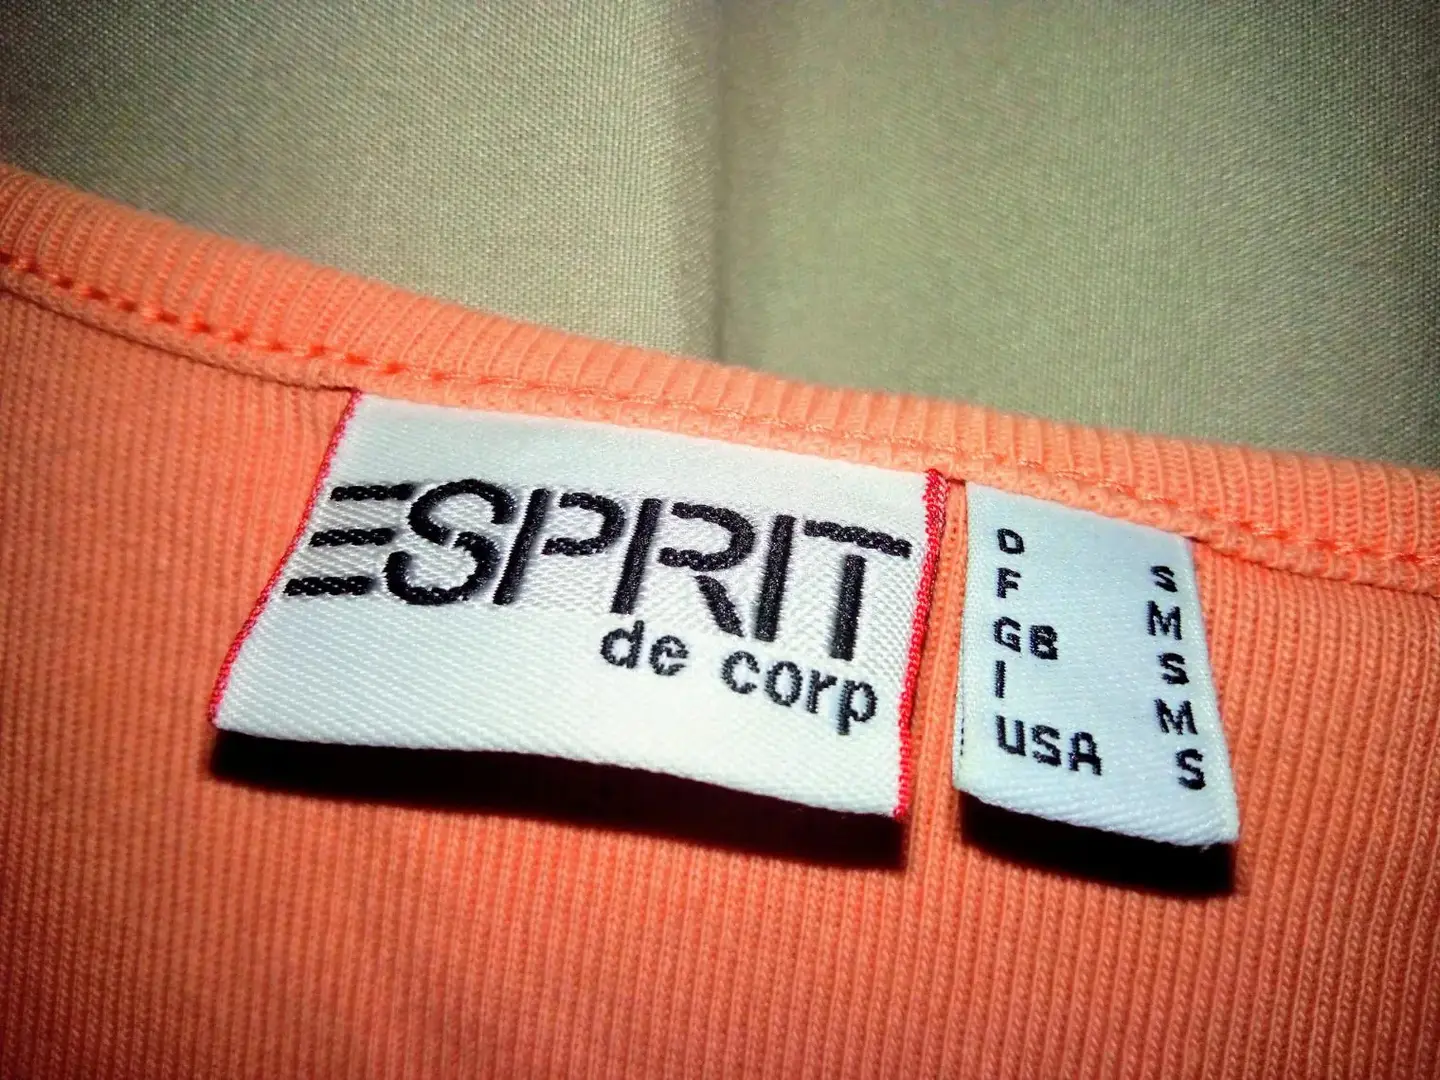 ESPRIT
de corp
D S
F M
GB S
I M
USA S